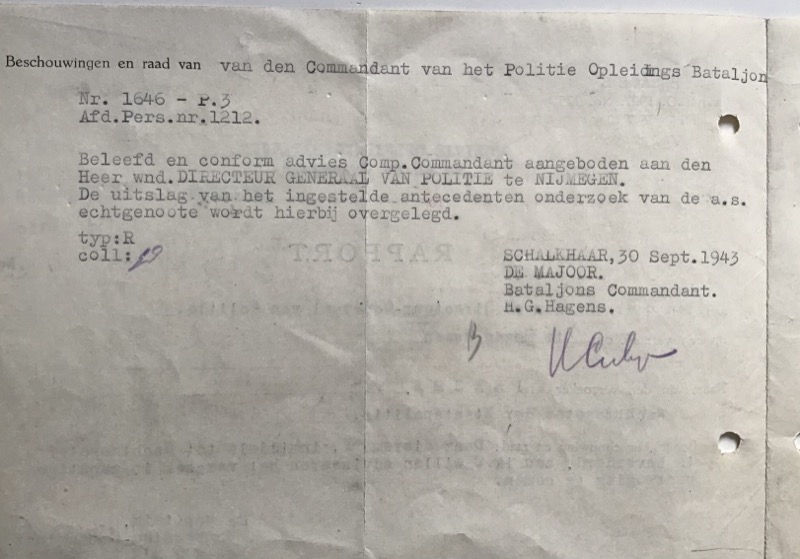 Beschouwingen en raad van van den Commandant van het Politie Opleidings Bataljon
Nr. 1646 - P.3
Afd.Pers.nr.1212.
Beleefd en conform advies Comp.Commandant aangeboden aan den
Heer wnd.DIRECTEUR GENERAAL VAN POLITIE te NIJMEGEN.
De uitslag van het ingestelde antecedenten onderzoek van de a.s.
echtgenoote wordt hierbij overgelegd.
typ:R
coll:
SCHALKHAAR, 30 Sept.1943
DE MAJOOR.
Bataljons Commandant.
H.G.Hagens.
RAPPORT